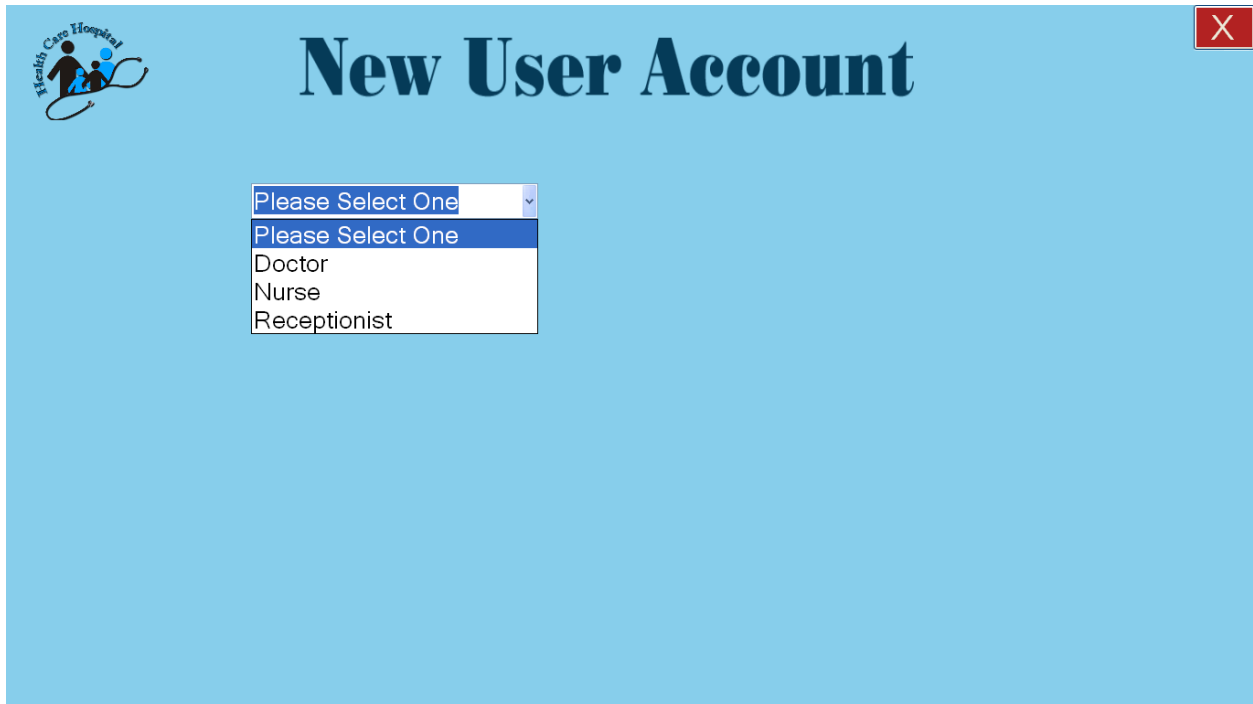 Health Care Hospital
New User Account
X
Please Select One
Please Select One
Doctor
Nurse
Receptionist